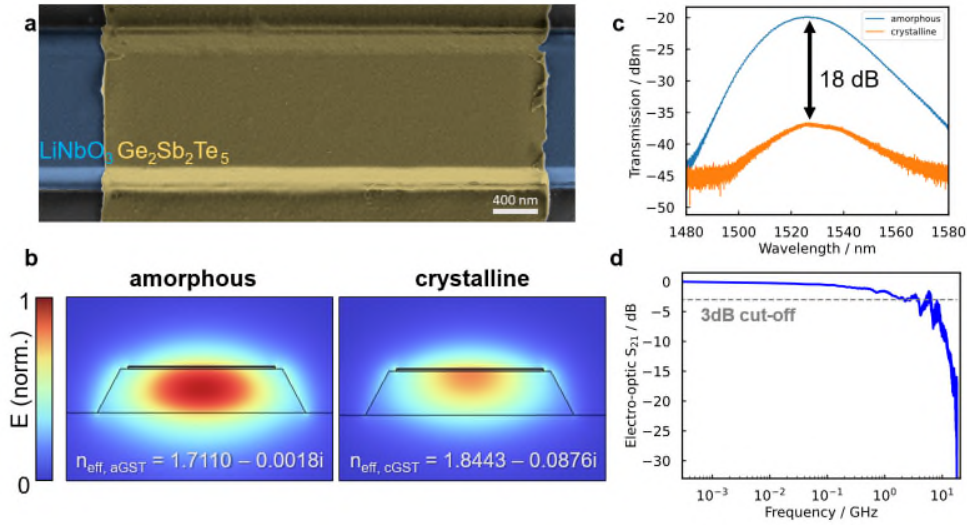 a
LiNbO3 Ge2Sb2Te5
400 nm
b
amorphous
crystalline
1
E (norm.)
0
neff, aGST = 1.7110 – 0.0018i
neff, cGST = 1.8443 – 0.0876i
c
amorphous
crystalline
18 dB
Transmission / dBm
−20
−25
−30
−35
−40
−45
−50
1480 1500 1520 1540 1560 1580
Wavelength / nm
d
3dB cut-off
Electro-optic S21 / dB
0
−5
−10
−15
−20
−25
−30
10−3 10−2 10−1 100 101
Frequency / GHz